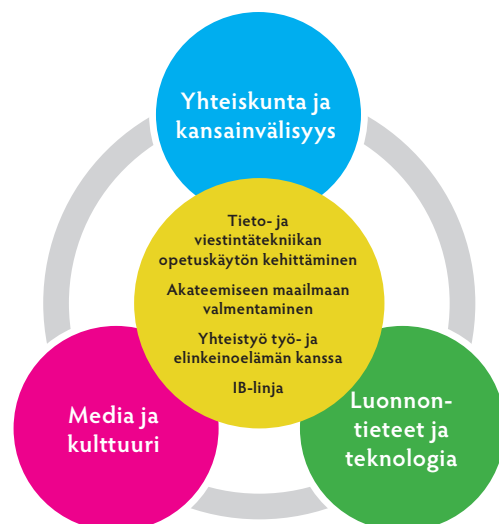 Yhteiskunta ja
kansainvälisyys
Tieto- ja
viestintätekniikan
opetuskäytön kehittäminen
Akateemiseen maailmaan
valmentaminen
Yhteistyö työ- ja
elinkeinoelämän kanssa
IB-linja
Media ja
kulttuuri
Luonnon-
tieteet ja
teknologia